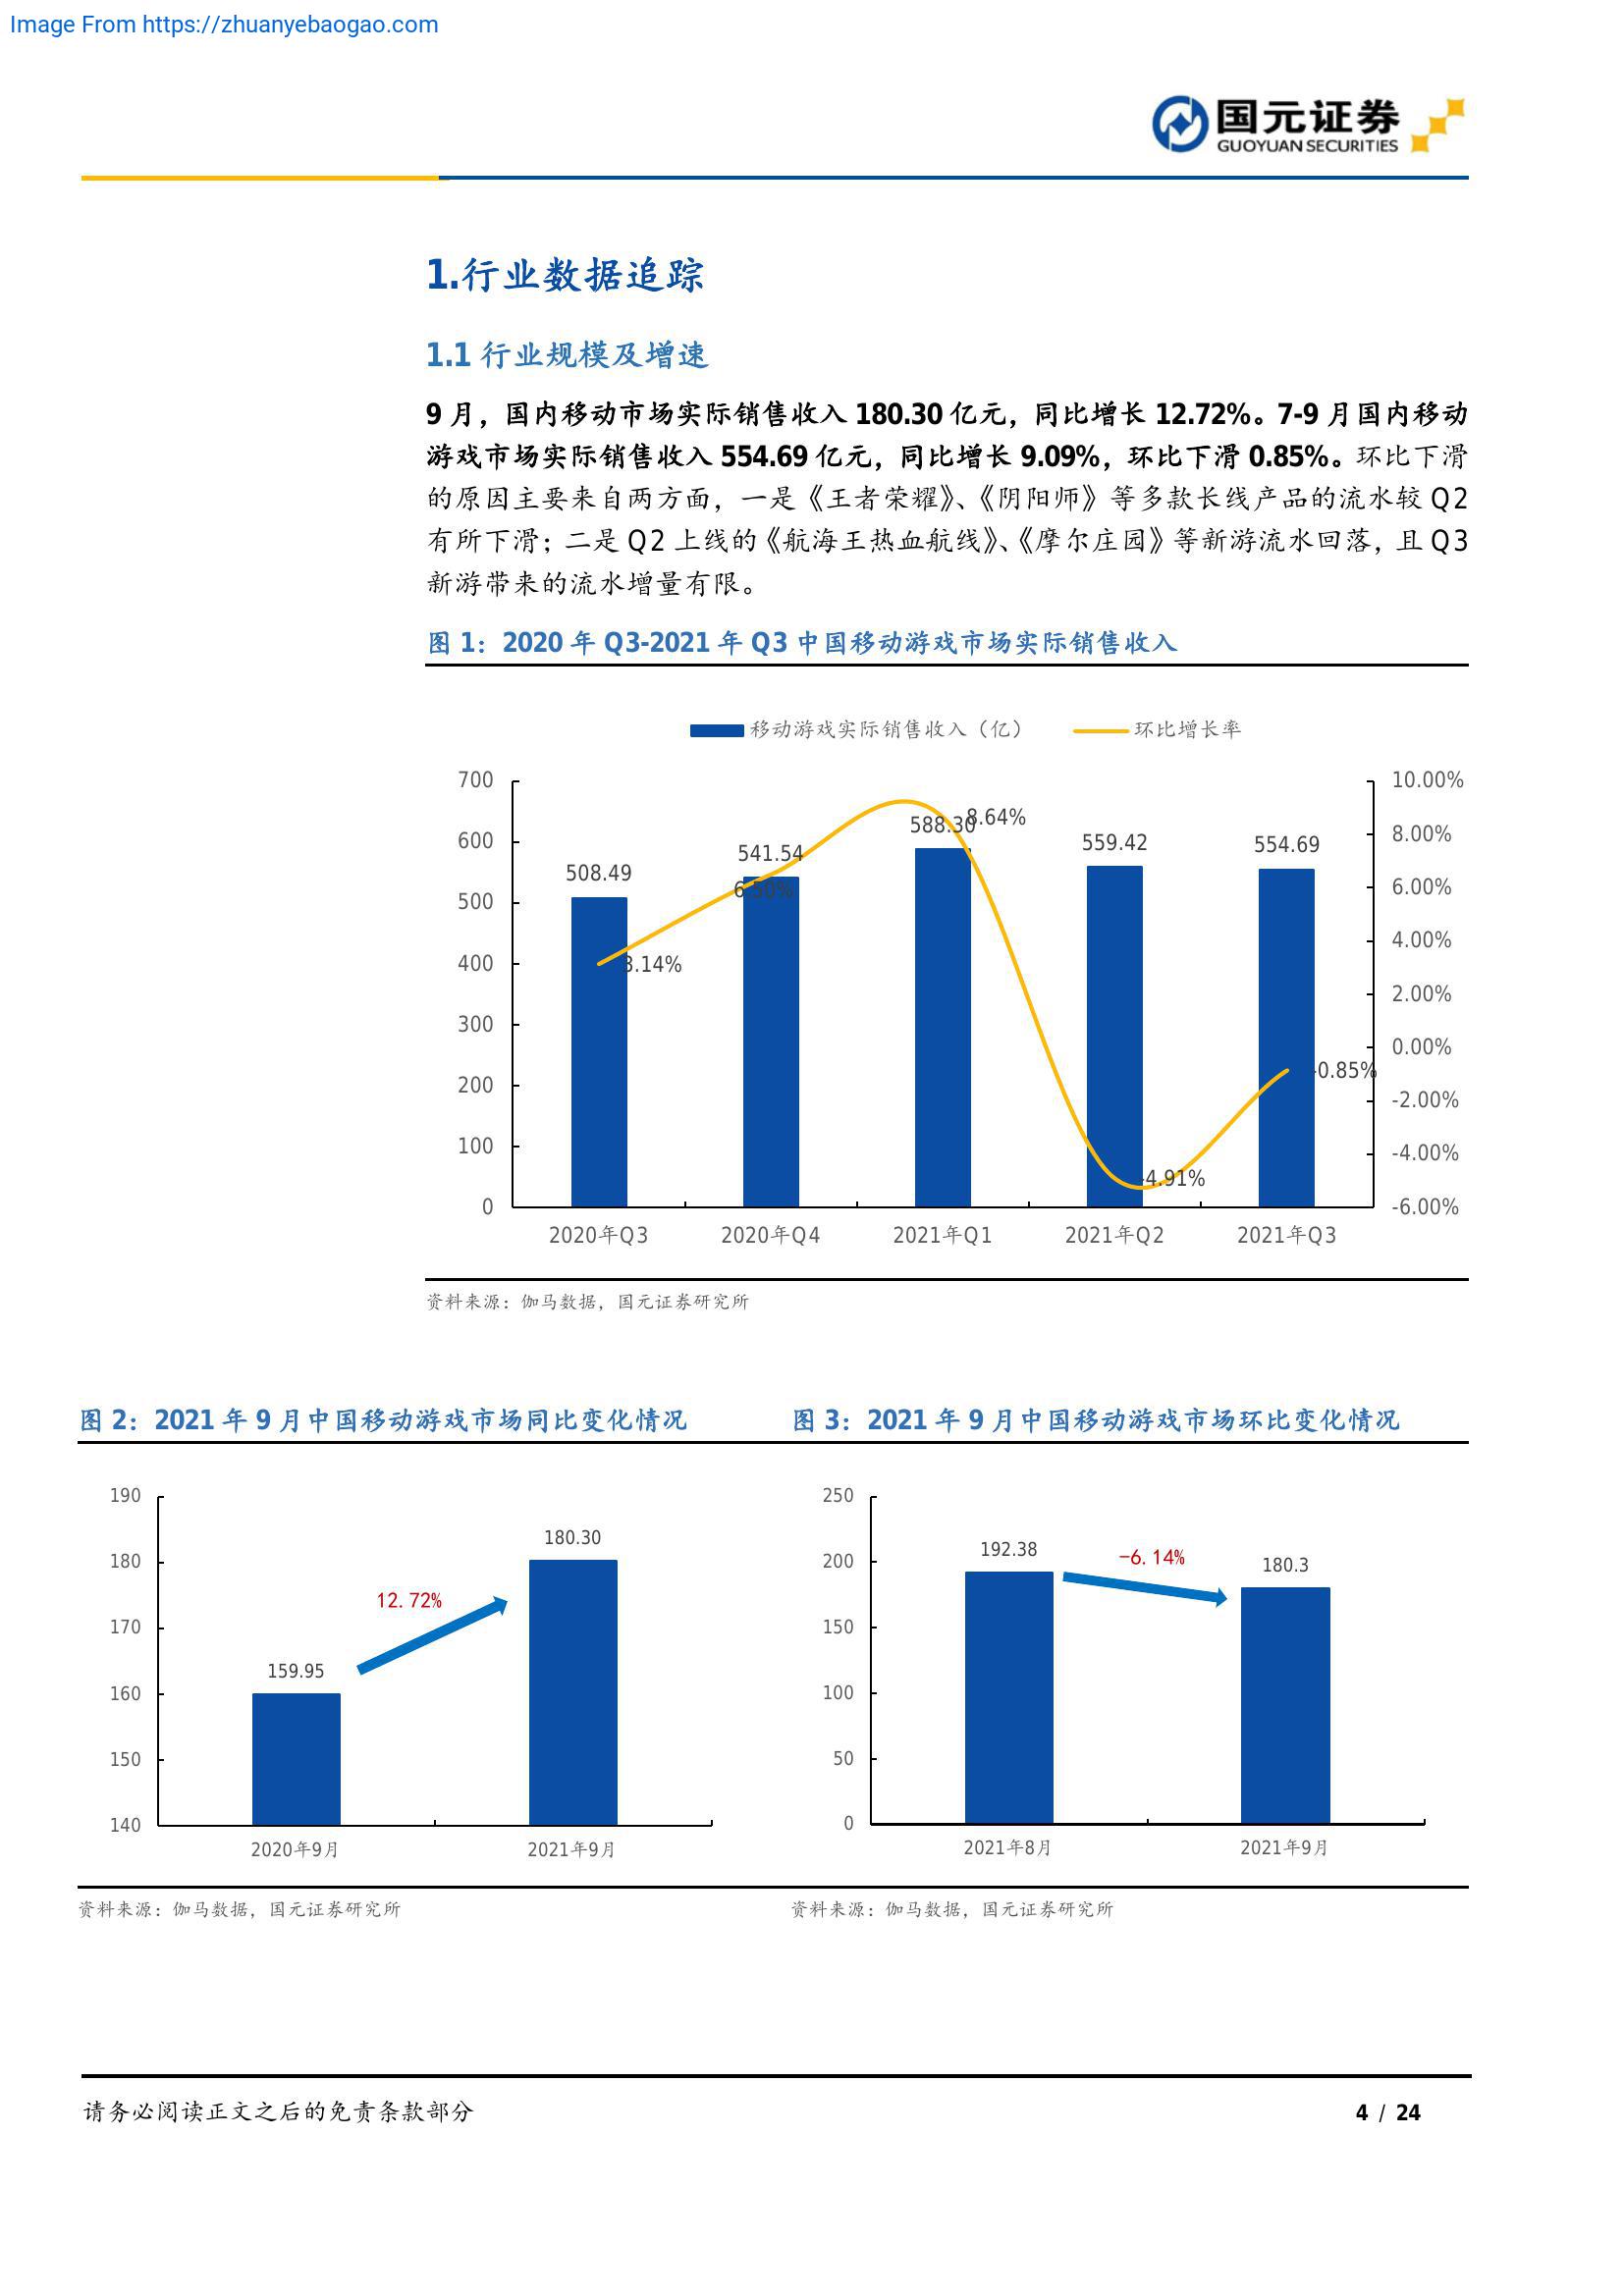 Image From https://zhuanyebaogao.com
国元证券
GUOYUAN SECURITIES
1.行业数据追踪
1.1 行业规模及增速
9 月，国内移动市场实际销售收入 180.30 亿元，同比增长 12.72%。7-9 月国内移动
游戏市场实际销售收入 554.69 亿元，同比增长 9.09%，环比下滑 0.85%。环比下滑
的原因主要来自两方面，一是《王者荣耀》、《阴阳师》等多款长线产品的流水较 Q2
有所下滑；二是 Q2 上线的《航海王热血航线》、《摩尔庄园》等新游流水回落，且 Q3
新游带来的流水增量有限。
图 1：2020 年 Q3-2021 年 Q3 中国移动游戏市场实际销售收入
移动游戏实际销售收入（亿） 环比增长率
700 10.00%
600 8.00%
500 6.00%
400 4.00%
300 2.00%
200 0.00%
100 -2.00%
0 -4.00%
-6.00%
508.49 541.54 588.30 559.42 554.69
3.14% 6.50% 8.64% -4.91% -0.85%
2020年Q3 2020年Q4 2021年Q1 2021年Q2 2021年Q3
资料来源：伽马数据，国元证券研究所
图 2：2021 年 9 月中国移动游戏市场同比变化情况
190
180
170
160
150
140
159.95
12.72%
180.30
2020年9月 2021年9月
资料来源：伽马数据，国元证券研究所
图 3：2021 年 9 月中国移动游戏市场环比变化情况
250
200
150
100
50
0
192.38
-6.14%
180.3
2021年8月 2021年9月
资料来源：伽马数据，国元证券研究所
请务必阅读正文之后的免责条款部分
4 / 24